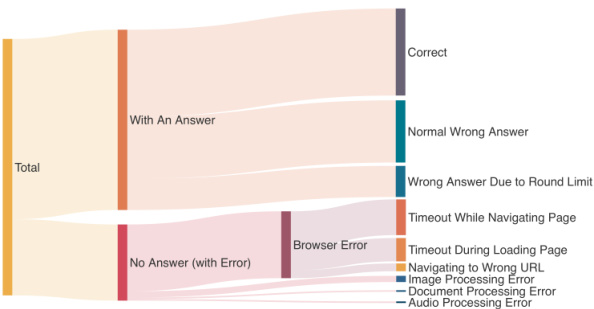 Total
With An Answer
No Answer (with Error)
Browser Error
Correct
Normal Wrong Answer
Wrong Answer Due to Round Limit
Timeout While Navigating Page
Timeout During Loading Page
Navigating to Wrong URL
Image Processing Error
Document Processing Error
Audio Processing Error